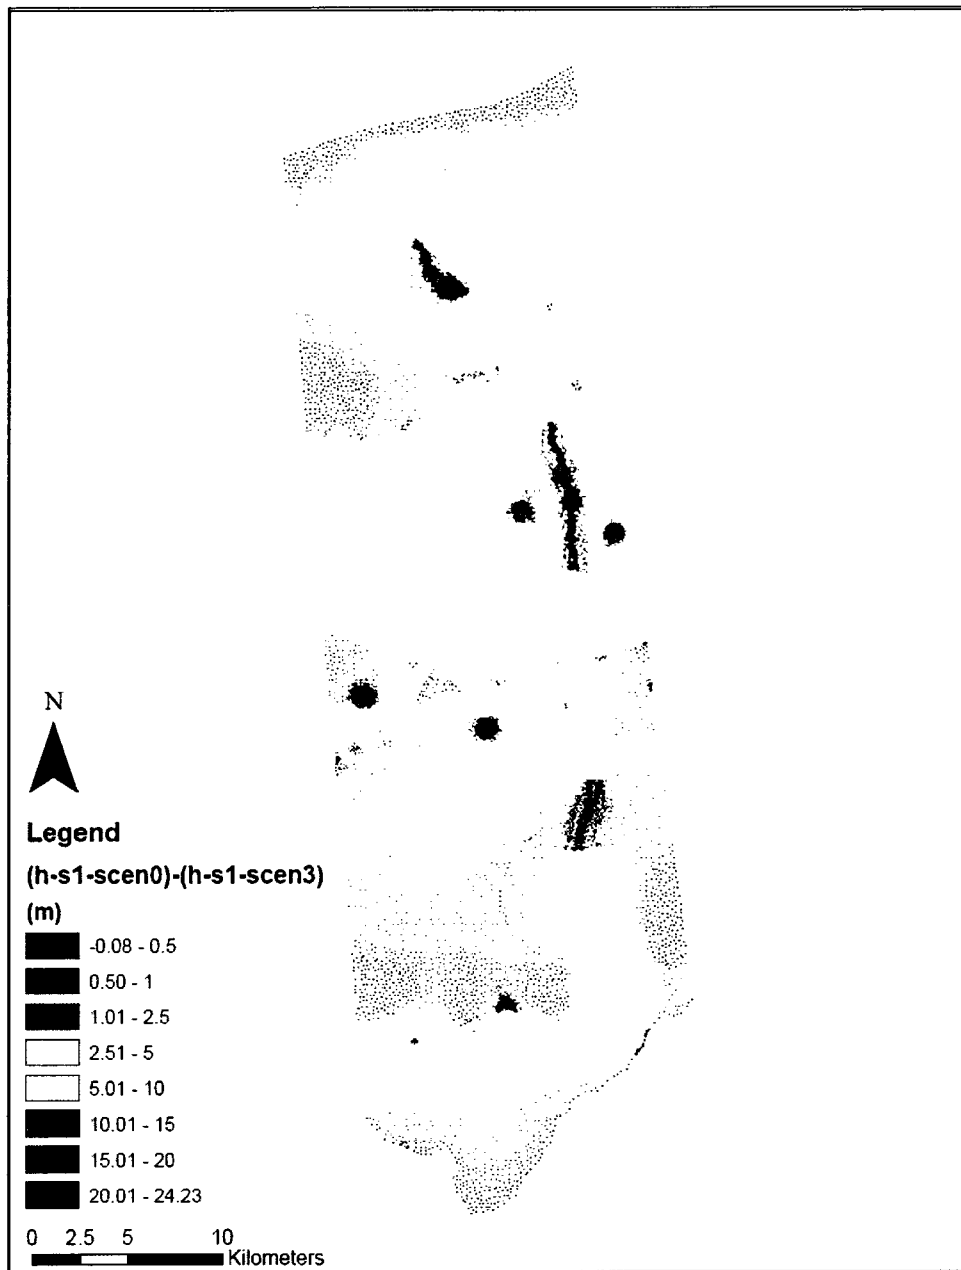 N
Legend
(h-s1-scen0)-(h-s1-scen3)
(m)
-0.08 - 0.5
0.50 - 1
1.01 - 2.5
2.51 - 5
5.01 - 10
10.01 - 15
15.01 - 20
20.01 - 24.23
0 2.5 5 10
Kilometers